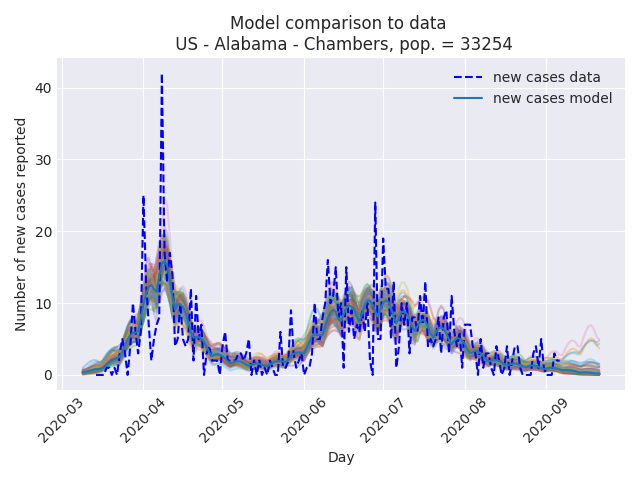 Model comparison to data
US - Alabama - Chambers, pop. = 33254
new cases data
new cases model
Number of new cases reported
40
30
20
10
0
2020-03
2020-04
2020-05
2020-06
2020-07
2020-08
2020-09
Day